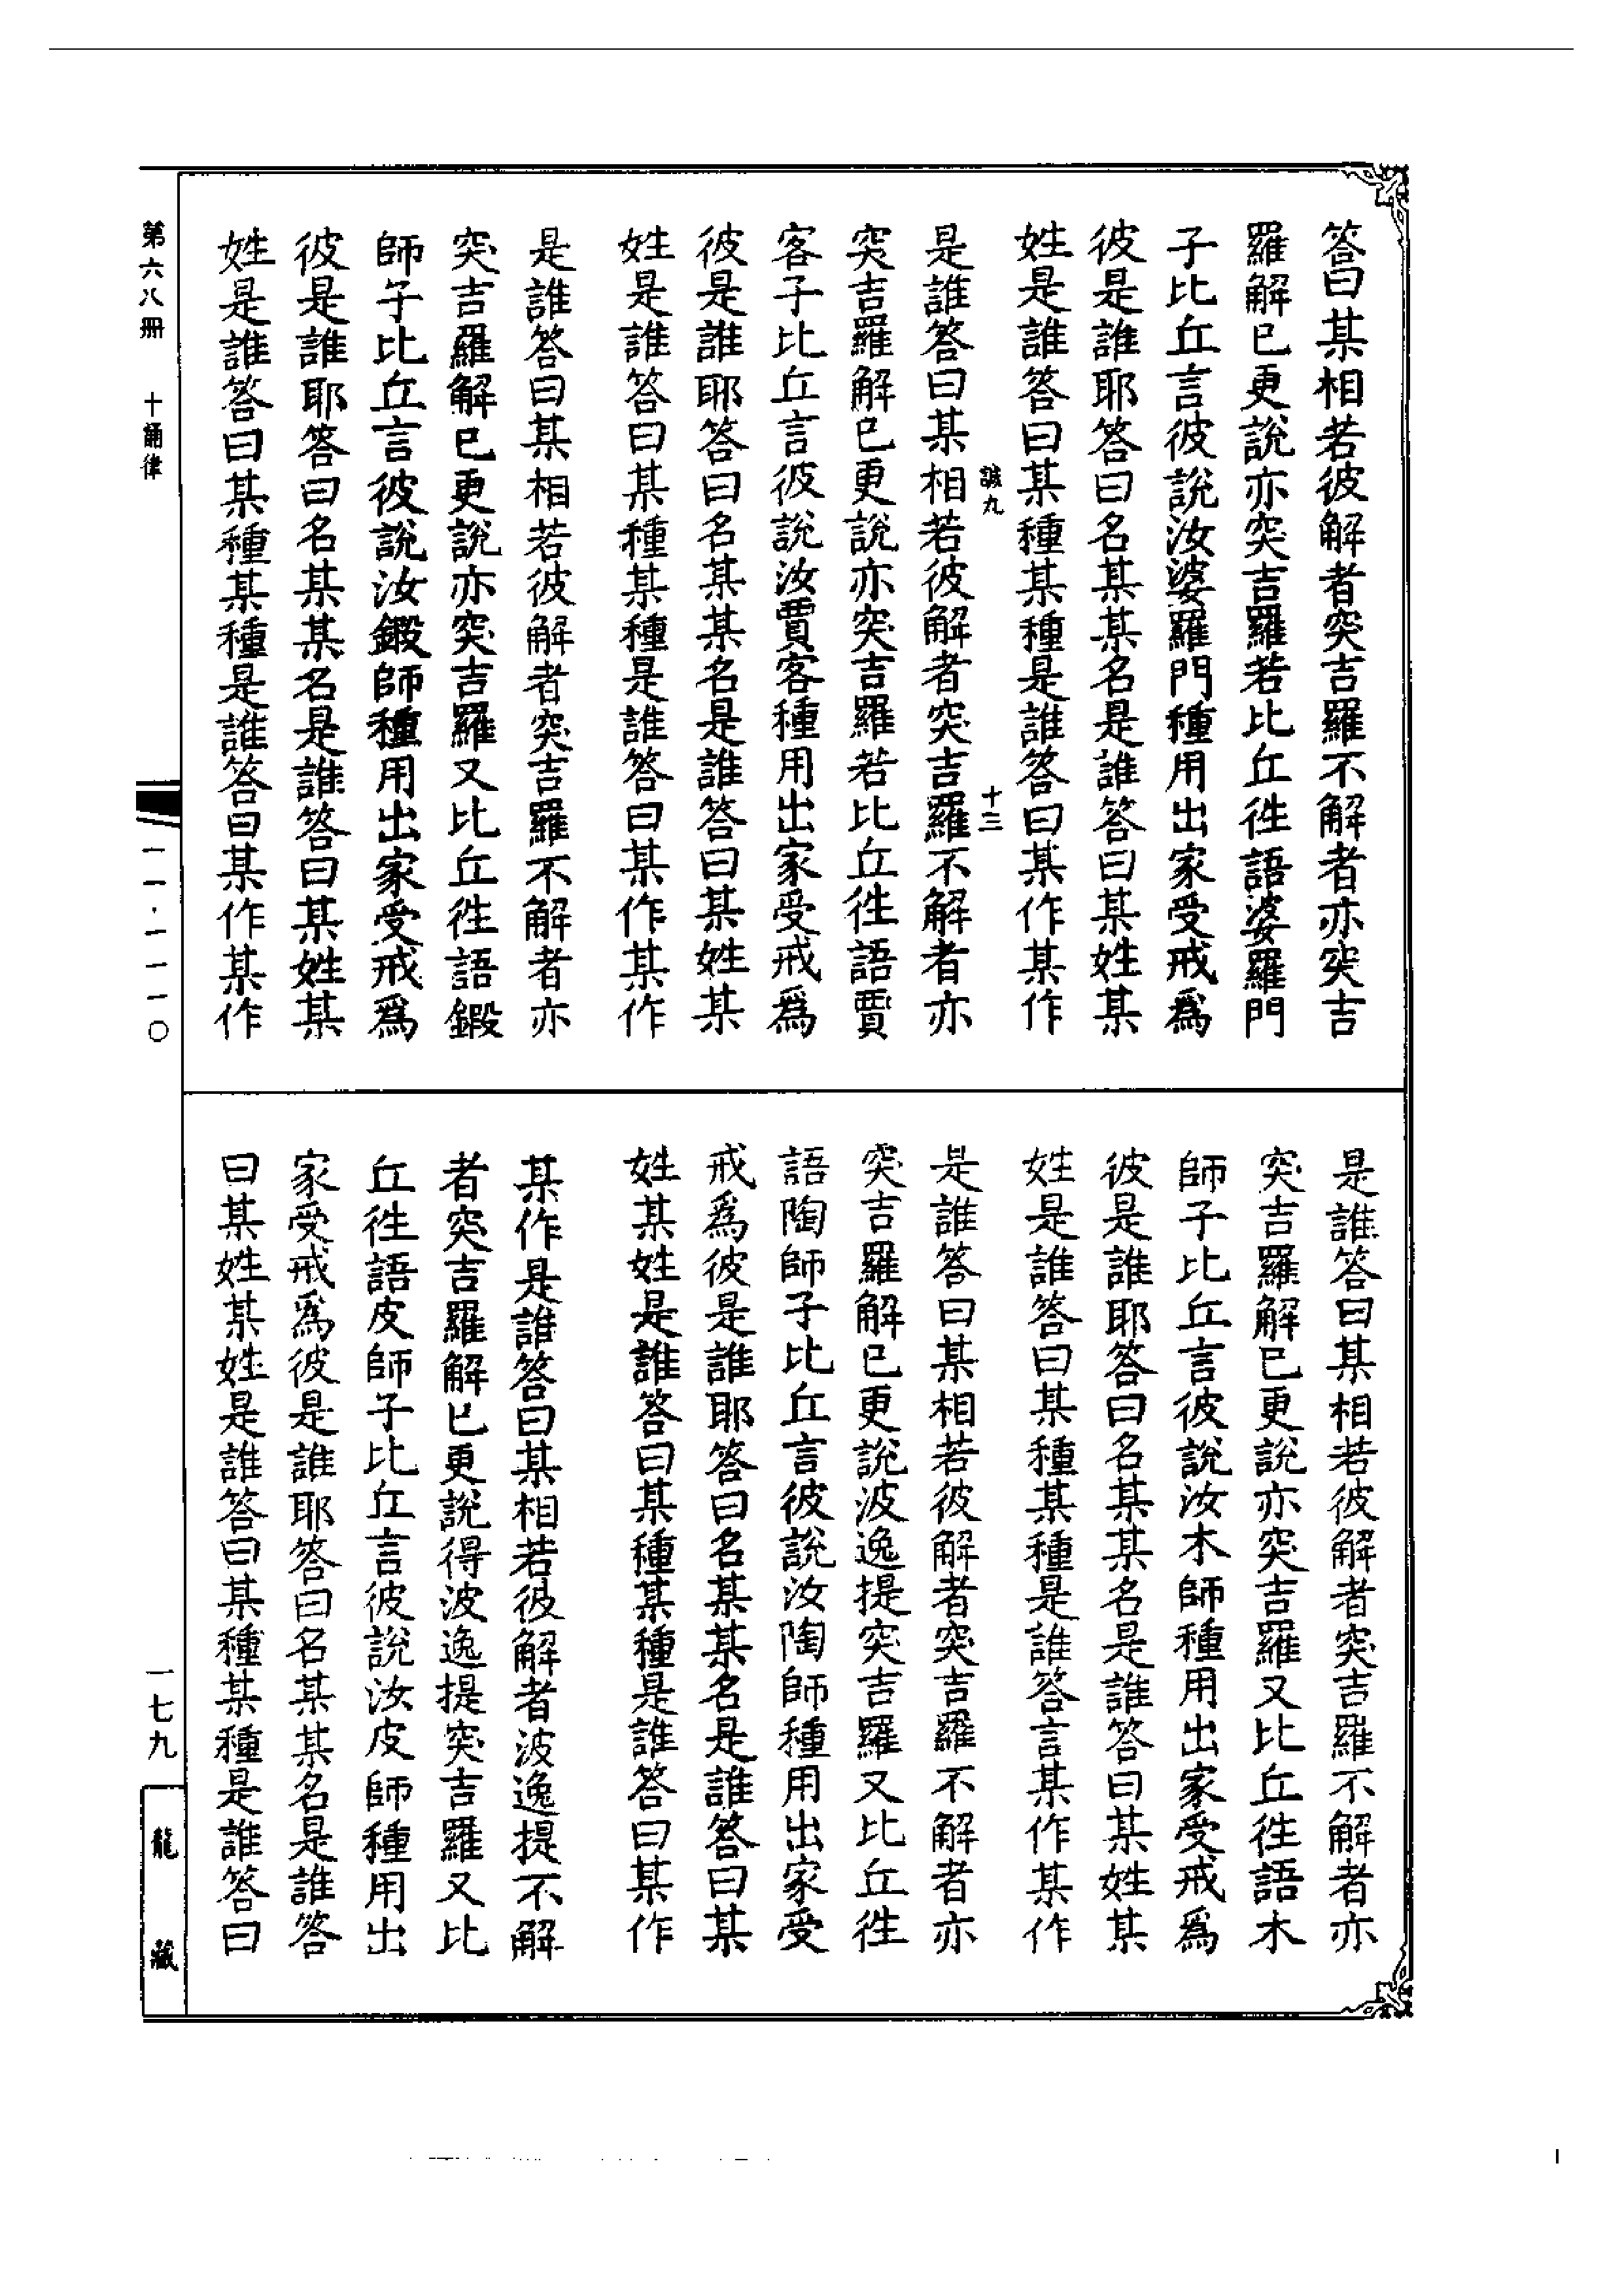 答曰某相若彼解者突吉羅不解者亦突吉
羅解已更說亦突吉羅若比丘徃語婆羅門
子比丘言彼說汝婆羅門種用出家受戒爲
彼是誰耶答曰名某某名是誰答曰某姓某
姓是誰答曰某種某種是誰答曰某作某作
誠九 十三
是誰答曰某相若彼解者突吉羅不解者亦
突吉羅解已更說亦突吉羅若比丘徃語賈
客子比丘言彼說汝賈客種用出家受戒爲
彼是誰耶答曰名某某名是誰答曰某姓某
姓是誰答曰某種某種是誰答曰某作某作
是誰答曰某相若彼解者突吉羅不解者亦
突吉羅解已更說亦突吉羅又比丘徃語鍛
師子比丘言彼說汝鍛師種用出家受戒爲
彼是誰耶答曰名某某名是誰答曰某姓某
姓是誰答曰某種某種是誰答曰某作某作
是誰答曰某相若彼解者突吉羅不解者亦
突吉羅解已更說亦突吉羅又比丘徃語木
師子比丘言彼說汝木師種用出家受戒爲
彼是誰耶答曰名某某名是誰答曰某姓某
姓是誰答曰某種某種是誰答言某作某作
是誰答曰某相若彼解者突吉羅不解者亦
突吉羅解已更說波逸提突吉羅又比丘徃
語陶師子比丘言彼說汝陶師種用出家受
戒爲彼是誰耶答曰名某某名是誰答曰某
姓某姓是誰答曰某種某種是誰答曰某作
某作是誰答曰某相若彼解者波逸提不解
者突吉羅解已更說得波逸提突吉羅又比
丘徃語皮師子比丘言彼說汝皮師種用出
家受戒爲彼是誰耶答曰名某某名是誰答
曰某姓某姓是誰答曰某種某種是誰答曰
第六八册 十誦律
一一·一一一〇
一七九
龍藏